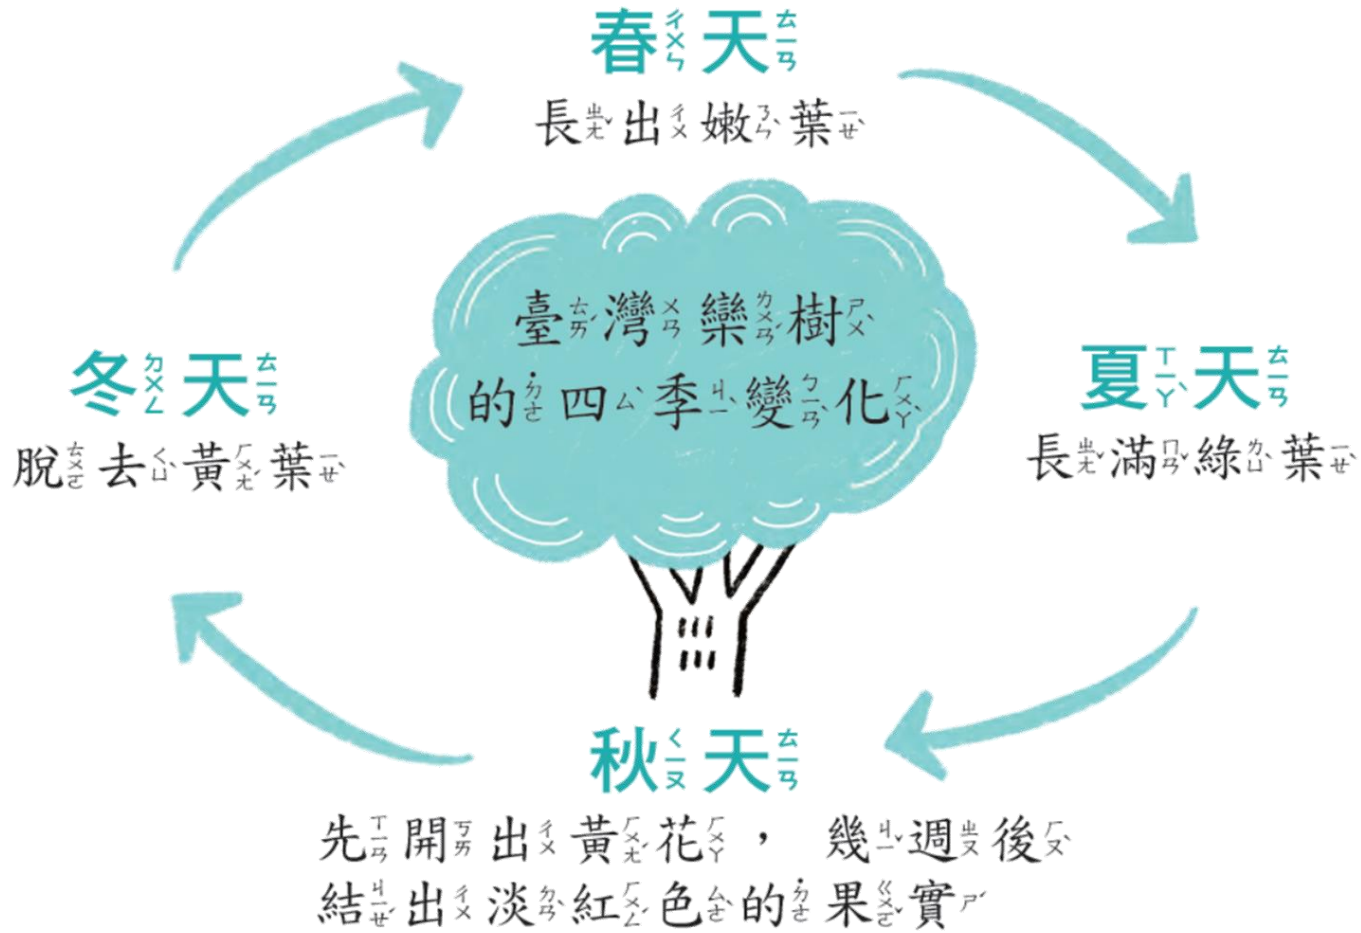 春天
長出嫩葉
臺灣欒樹
的四季變化
夏天
長滿綠葉
秋天
先開出黃花，幾週後
結出淡紅色的果實
冬天
脫去黃葉